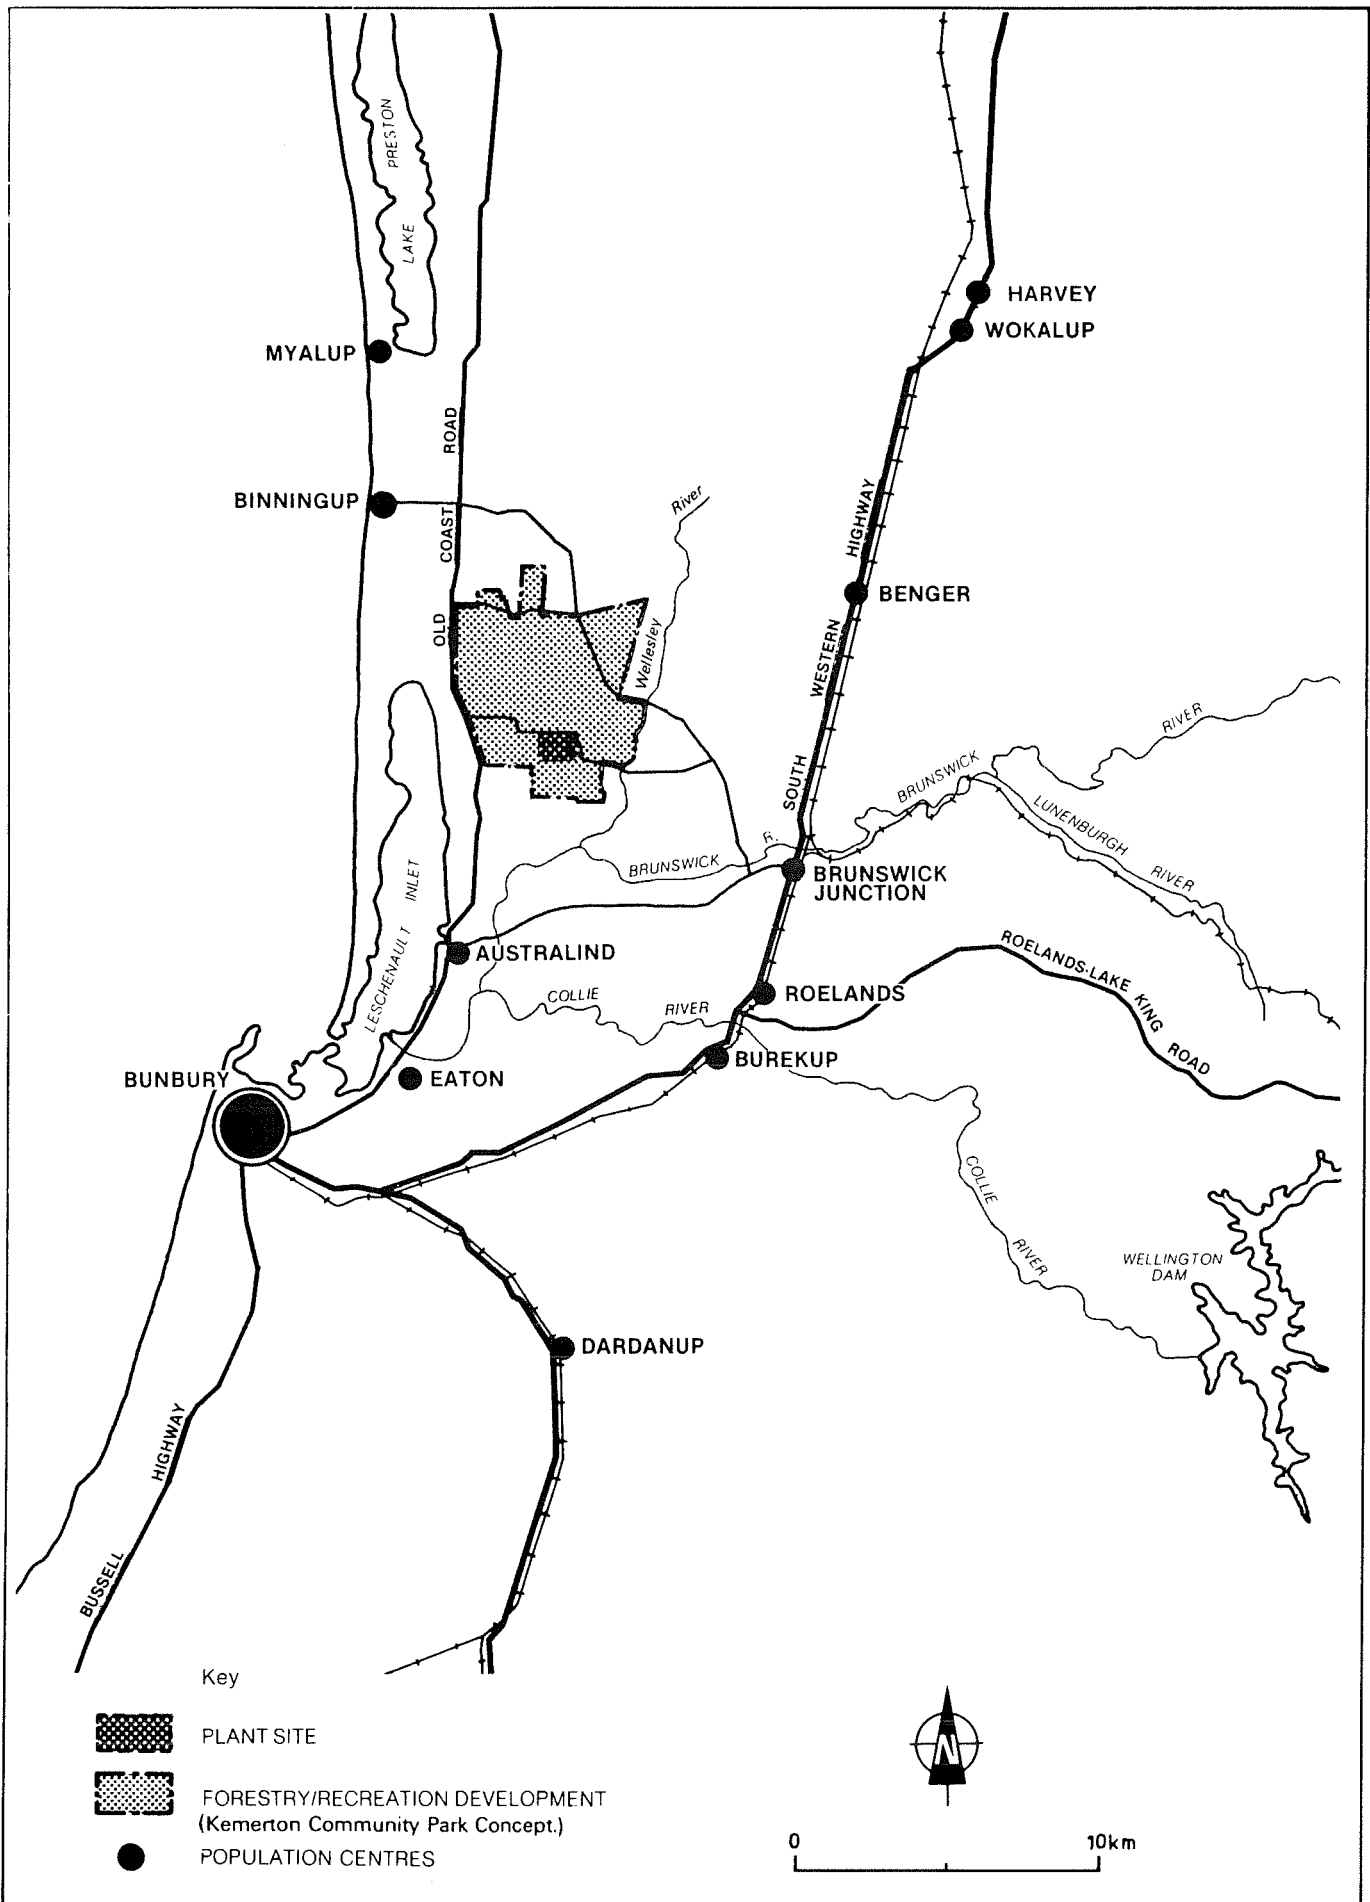 PRESTON
LAKE
HARVEY
WOKALUP
MYALUP
ROAD
BINNINGUP
COAST
River
HIGHWAY
BENGER
OLD
Wellesley
WESTERN
RIVER
SOUTH
BRUNSWICK
LUNENBURGH
RIVER
BRUNSWICK R.
BRUNSWICK
JUNCTION
LESCHENAULT INLET
AUSTRALIND
ROELANDS-LAKE KING ROAD
ROELANDS
COLLIE RIVER
BUREKUP
BUNBURY
EATON
COLLIE
RIVER
WELLINGTON
DAM
DARDANUP
HIGHWAY
BUSSELL
Key
PLANT SITE
FORESTRY/RECREATION DEVELOPMENT
(Kemerton Community Park Concept.)
POPULATION CENTRES
N
0 10km